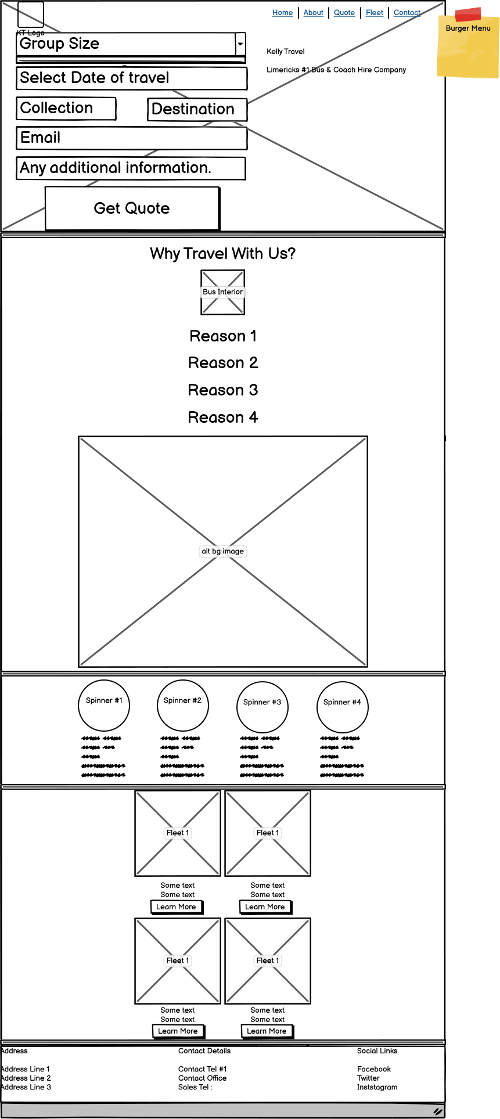 Home About Quote Fleet Contact
Burger Menu
KT Logo
Group Size
Kelly Travel
Limericks #1 Bus & Coach Hire Company
Select Date of travel
Collection
Destination
Email
Any additional information.
Get Quote
Why Travel With Us?
Bus Interior
Reason 1
Reason 2
Reason 3
Reason 4
alt bg image
Spinner #1
Spinner #2
Spinner #3
Spinner #4
Fleet 1
Fleet 1
Some text
Some text
Some text
Some text
Learn More
Learn More
Fleet 1
Fleet 1
Some text
Some text
Some text
Some text
Learn More
Learn More
Address
Contact Details
Social Links
Address Line 1
Contact Tel #1
Facebook
Address Line 2
Contact Office
Twitter
Address Line 3
Sales Tel :
Inststagram